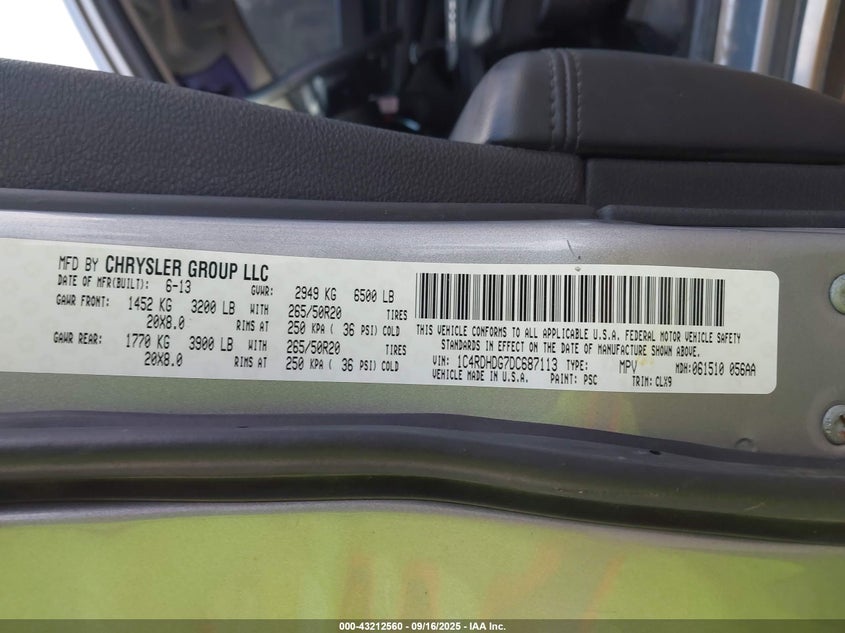 MFD BY CHRYSLER GROUP LLC
DATE OF MFR(BUILT): 6-13 GVWR: 2949 KG 6500 LB
GAWR FRONT: 1452 KG 3200 LB WITH 265/50R20 TIRES
20X8.0 RIMS AT 250 KPA ( 36 PSI) COLD
GAWR REAR: 1770 KG 3900 LB WITH 265/50R20 TIRES
20X8.0 RIMS AT 250 KPA ( 36 PSI) COLD
THIS VEHICLE CONFORMS TO ALL APPLICABLE U.S.A. FEDERAL MOTOR VEHICLE SAFETY
STANDARDS IN EFFECT ON THE DATE OF MANUFACTURE SHOWN ABOVE.
VIN: 1C4RDHDG7DC687113 TYPE: MPV MDH:061510 056AA
VEHICLE MADE IN U.S.A. PAINT: PSC TRIM: CLX9
000-43212560 - 09/16/2025 - IAA Inc.